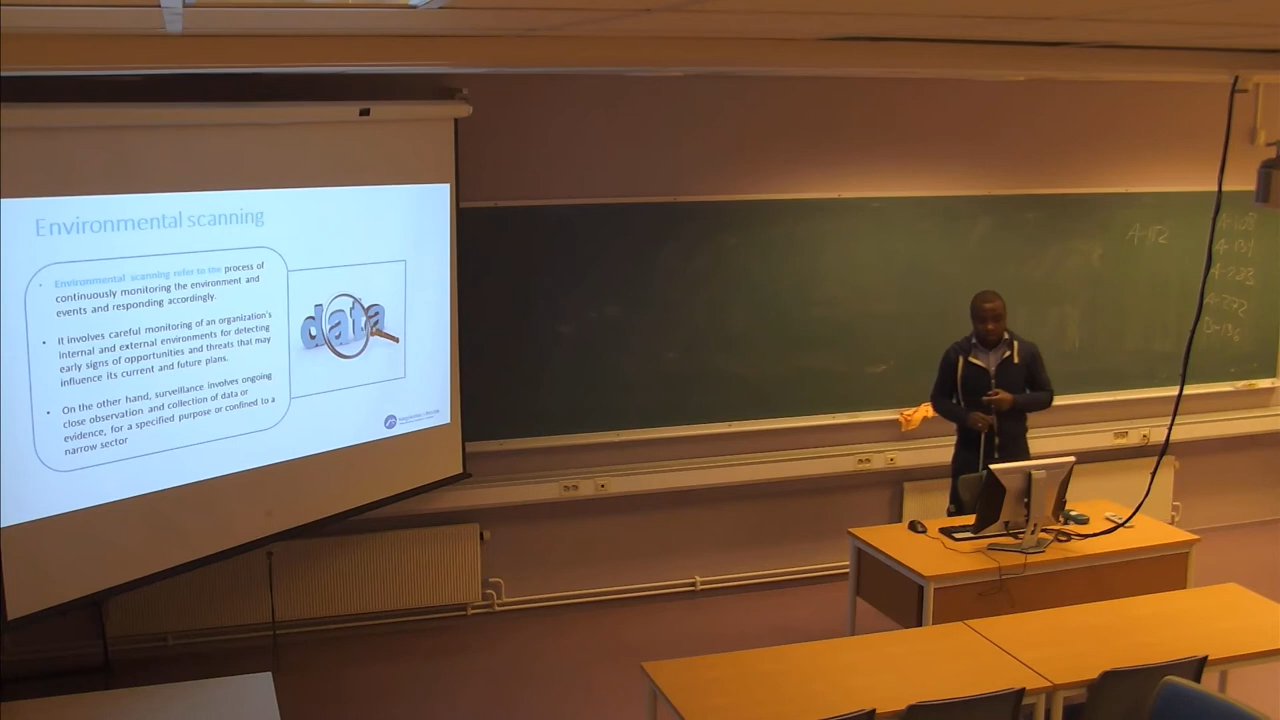 Environmental scanning
• Environmental scanning refer to the process of
continuously monitoring the environment and
events and responding accordingly.
• It involves careful monitoring of an organization's
internal and external environments for detecting
early signs of opportunities and threats that may
influence its current and future plans.
• On the other hand, surveillance involves ongoing
close observation and collection of data or
evidence, for a specified purpose or confined to a
narrow sector
data
A-112
A-131
A-233
A-272
D-136